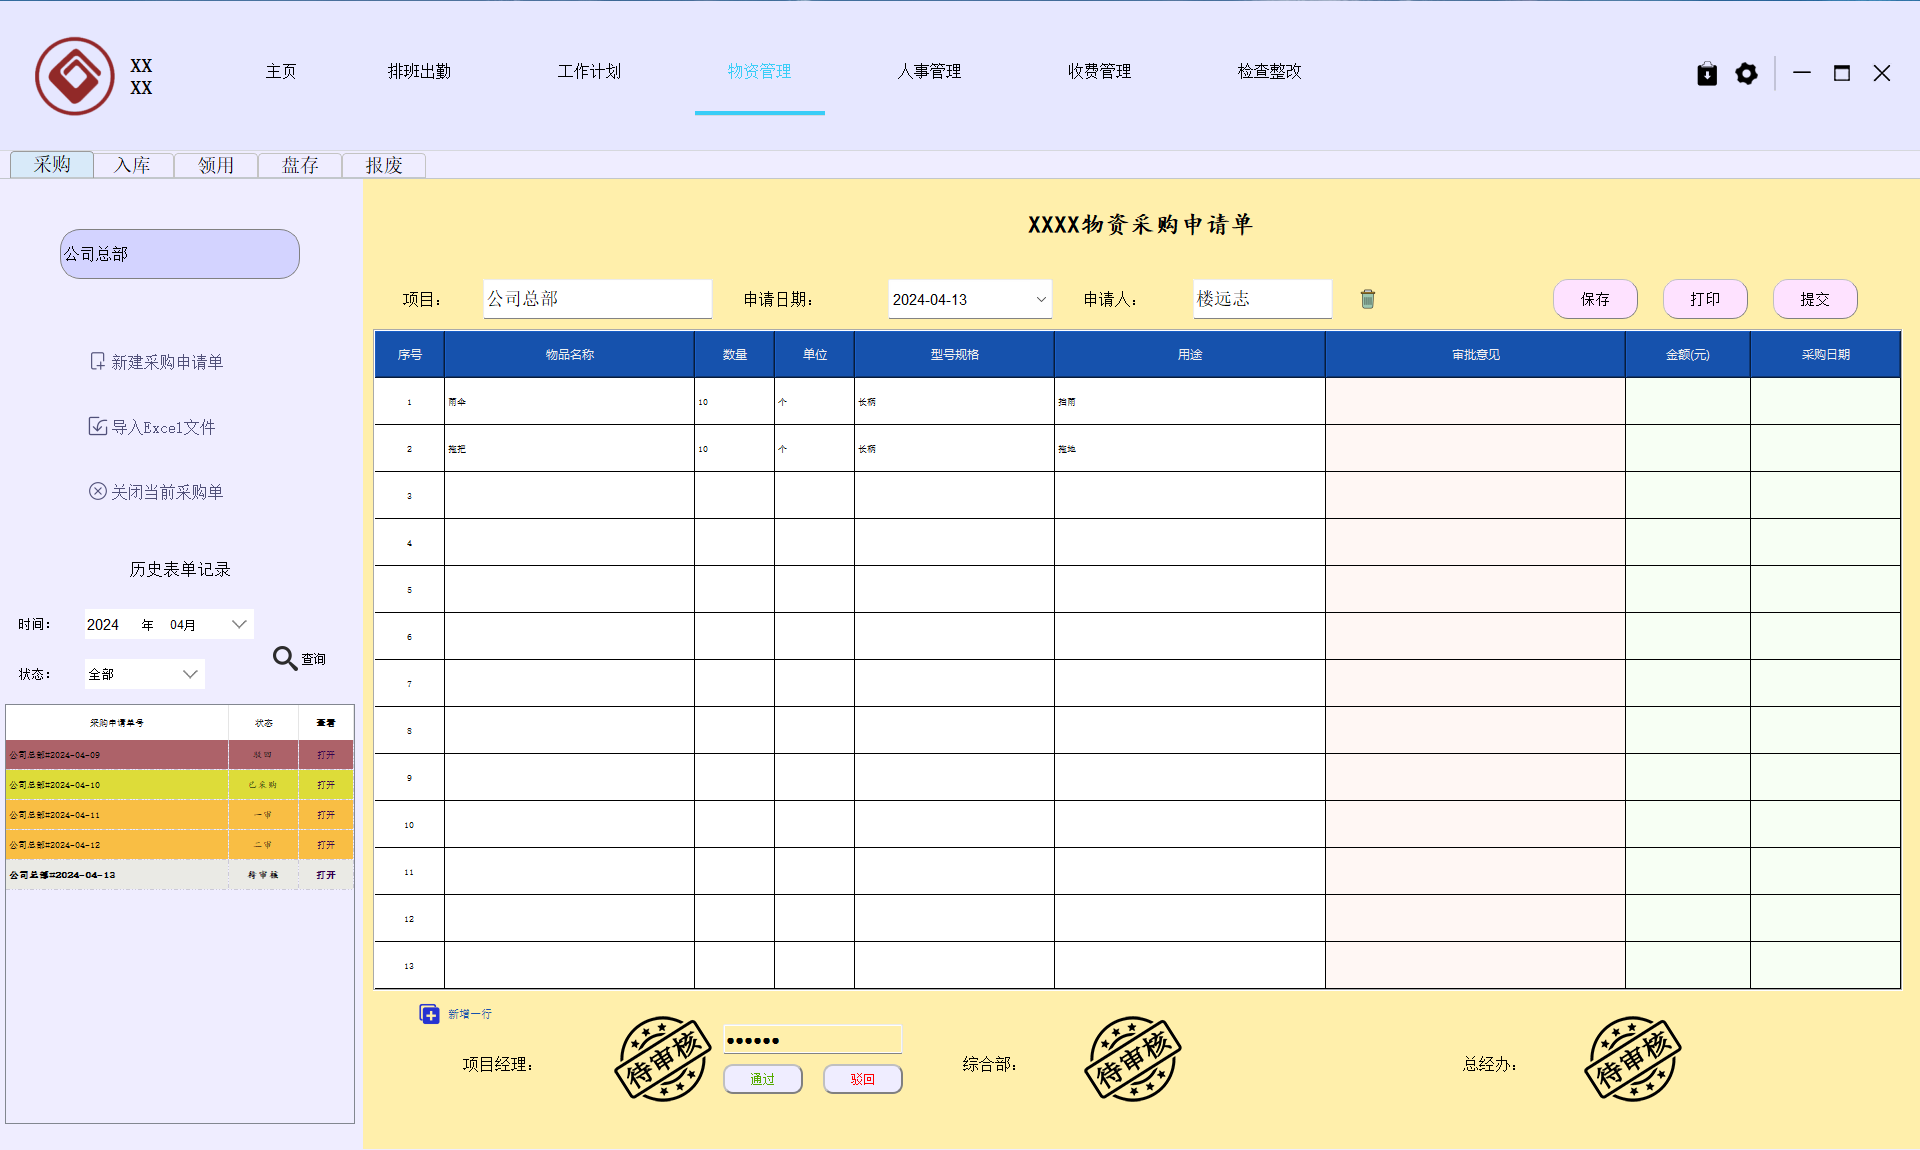 XX
XX
主页
排班出勤
工作计划
物资管理
人事管理
收费管理
检查整改
采购
入库
领用
盘存
报废
公司总部
新建采购申请单
导入Excel文件
关闭当前采购单
历史表单记录
时间：
2024 年 04月
状态：
全部
查询
采购申请单号 状态 查看
公司总部#2024-04-09 驳回 打开
公司总部#2024-04-10 已采购 打开
公司总部#2024-04-11 一审 打开
公司总部#2024-04-12 二审 打开
公司总部#2024-04-13 待审核 打开
XXXX物资采购申请单
项目： 公司总部 申请日期： 2024-04-13 申请人： 楼远志
保存
打印
提交
序号 物品名称 数量 单位 型号规格 用途 审批意见 金额(元) 采购日期
1 雨伞 10 个 长柄 挡雨
2 拖把 10 个 长柄 拖地
3
4
5
6
7
8
9
10
11
12
13
新增一行
项目经理：
待审核
●●●●●●
通过
驳回
综合部：
待审核
总经办：
待审核